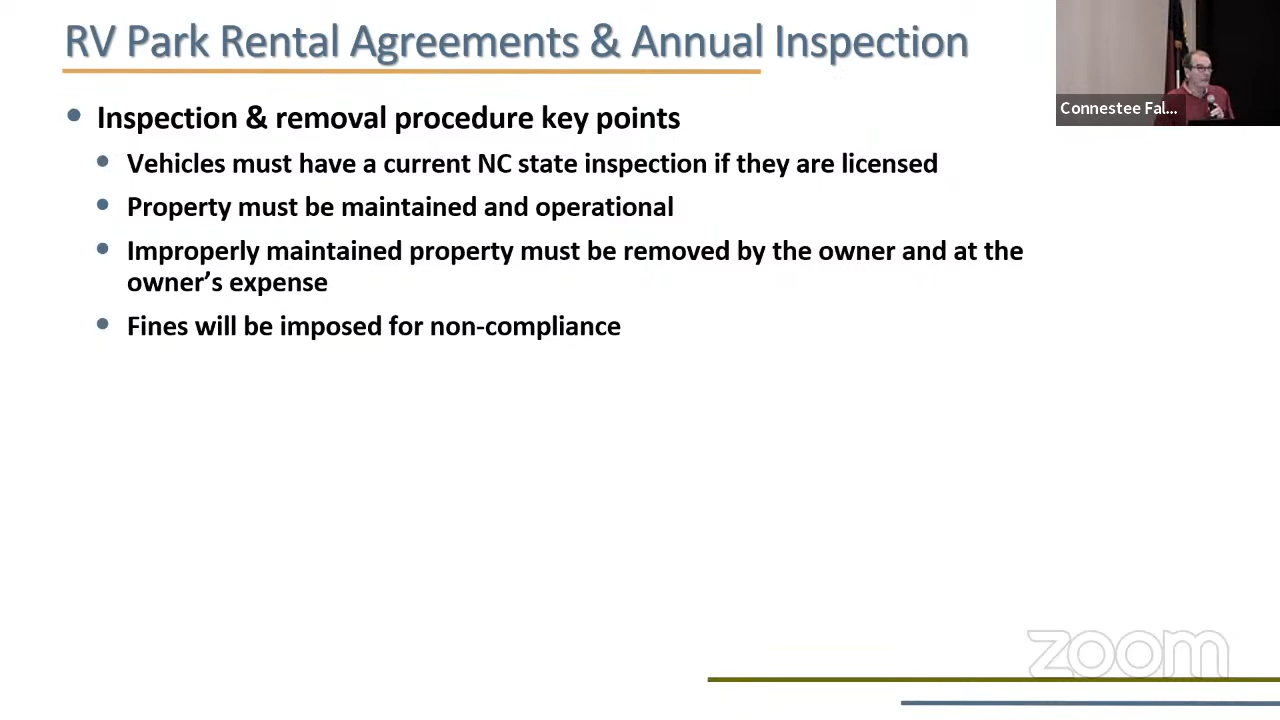 RV Park Rental Agreements & Annual Inspection
Connestee Fal...
Inspection & removal procedure key points
Vehicles must have a current NC state inspection if they are licensed
Property must be maintained and operational
Improperly maintained property must be removed by the owner and at the
owner’s expense
Fines will be imposed for non-compliance
zoom